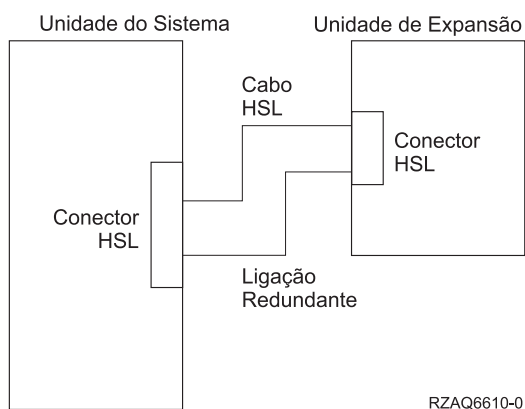 Unidade do Sistema
Unidade de Expansão
Cabo
HSL
Conector
HSL
Conector
HSL
Ligação
Redundante
RZAQ6610-0